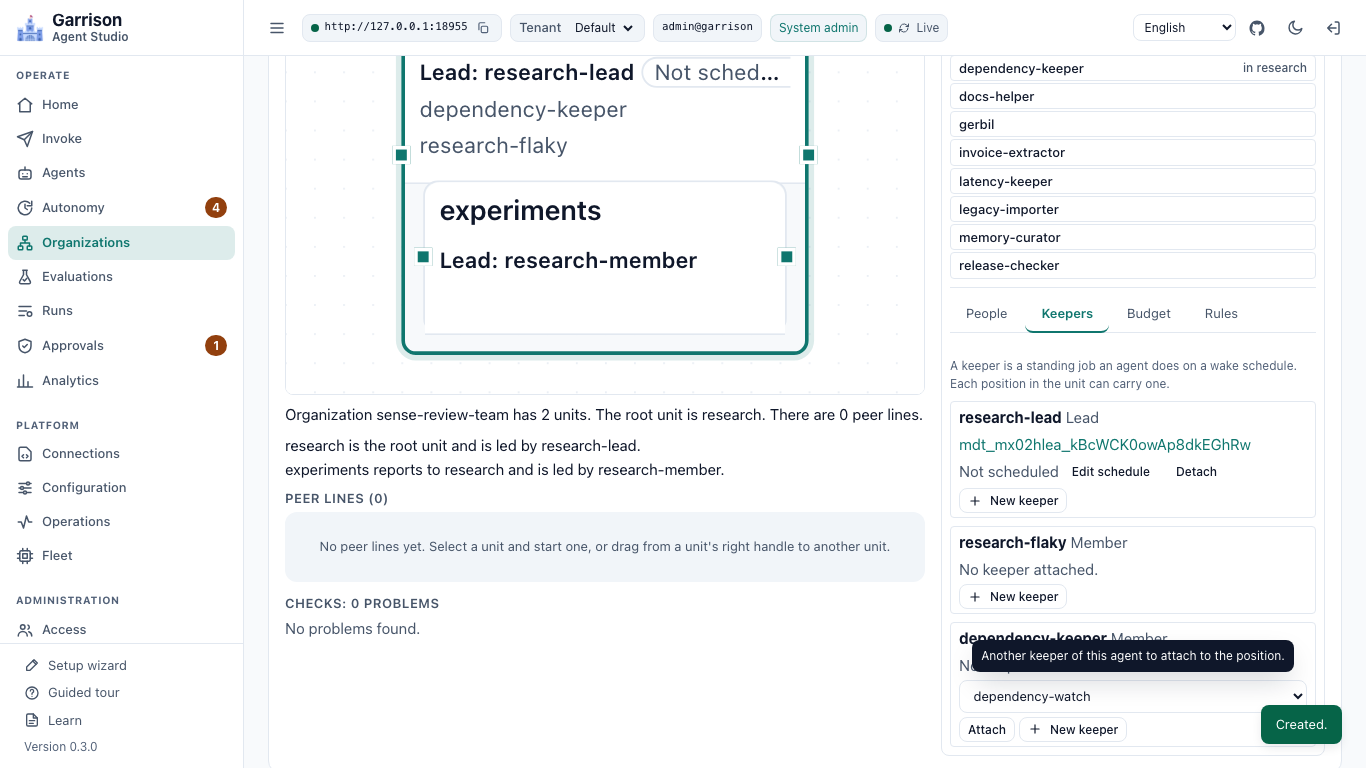 Garrison
Agent Studio
http://127.0.0.1:18955
Tenant Default
admin@garrison
System admin
Live
English
OPERATE
Home
Invoke
Agents
Autonomy 4
Organizations
Evaluations
Runs
Approvals 1
Analytics
PLATFORM
Connections
Configuration
Operations
Fleet
ADMINISTRATION
Access
Setup wizard
Guided tour
Learn
Version 0.3.0
Lead: research-lead Not sched...
dependency-keeper
research-flaky
experiments
Lead: research-member
Organization sense-review-team has 2 units. The root unit is research. There are 0 peer lines.
research is the root unit and is led by research-lead.
experiments reports to research and is led by research-member.
PEER LINES (0)
No peer lines yet. Select a unit and start one, or drag from a unit's right handle to another unit.
CHECKS: 0 PROBLEMS
No problems found.
dependency-keeper in research
docs-helper
gerbil
invoice-extractor
latency-keeper
legacy-importer
memory-curator
release-checker
People Keepers Budget Rules
A keeper is a standing job an agent does on a wake schedule.
Each position in the unit can carry one.
research-lead Lead
mdt_mx02hlea_kBcWCK0owAp8dkEGhRw
Not scheduled Edit schedule Detach
+ New keeper
research-flaky Member
No keeper attached.
+ New keeper
dependency-keeper Member
Another keeper of this agent to attach to the position.
dependency-watch
Attach + New keeper
Created.